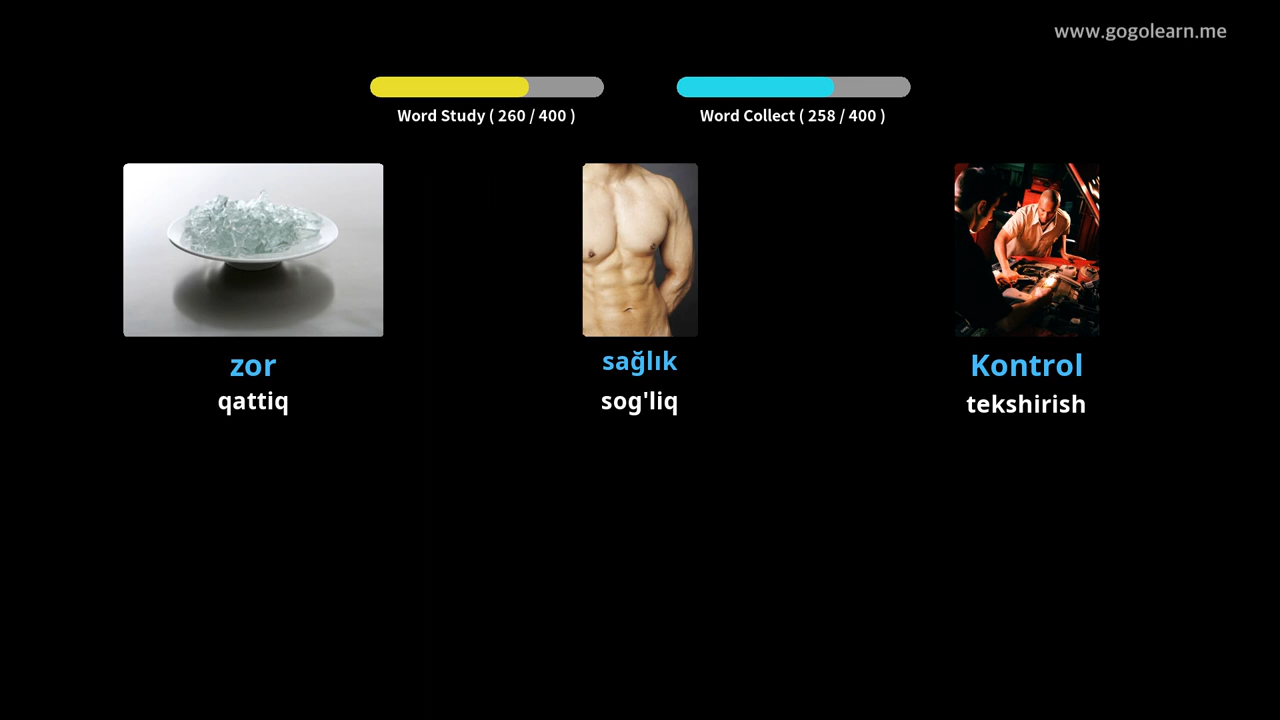 www.gogolearn.me
Word Study ( 260 / 400 )
Word Collect ( 258 / 400 )
zor
qattiq
sağlık
sog'liq
Kontrol
tekshirish